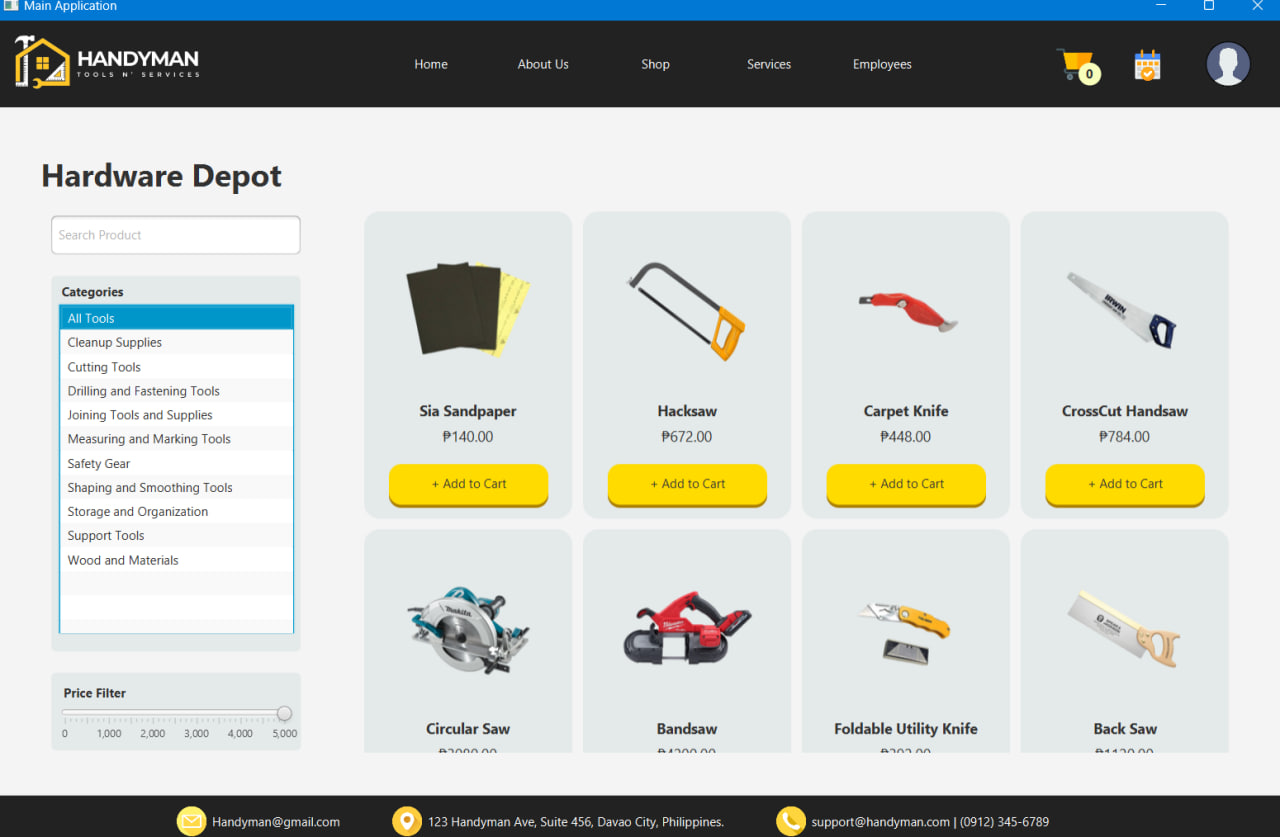 Main Application
HANDYMAN
TOOLS N' SERVICES
Home
About Us
Shop
Services
Employees
0
Hardware Depot
Search Product
Categories
All Tools
Cleanup Supplies
Cutting Tools
Drilling and Fastening Tools
Joining Tools and Supplies
Measuring and Marking Tools
Safety Gear
Shaping and Smoothing Tools
Storage and Organization
Support Tools
Wood and Materials
Price Filter
0 1,000 2,000 3,000 4,000 5,000
Sia Sandpaper
₱140.00
+ Add to Cart
Hacksaw
₱672.00
+ Add to Cart
Carpet Knife
₱448.00
+ Add to Cart
IRWIN
CrossCut Handsaw
₱784.00
+ Add to Cart
Makita
Circular Saw
Milwaukee
Bandsaw
Foldable Utility Knife
Back Saw
Handyman@gmail.com
123 Handyman Ave, Suite 456, Davao City, Philippines.
support@handyman.com | (0912) 345-6789